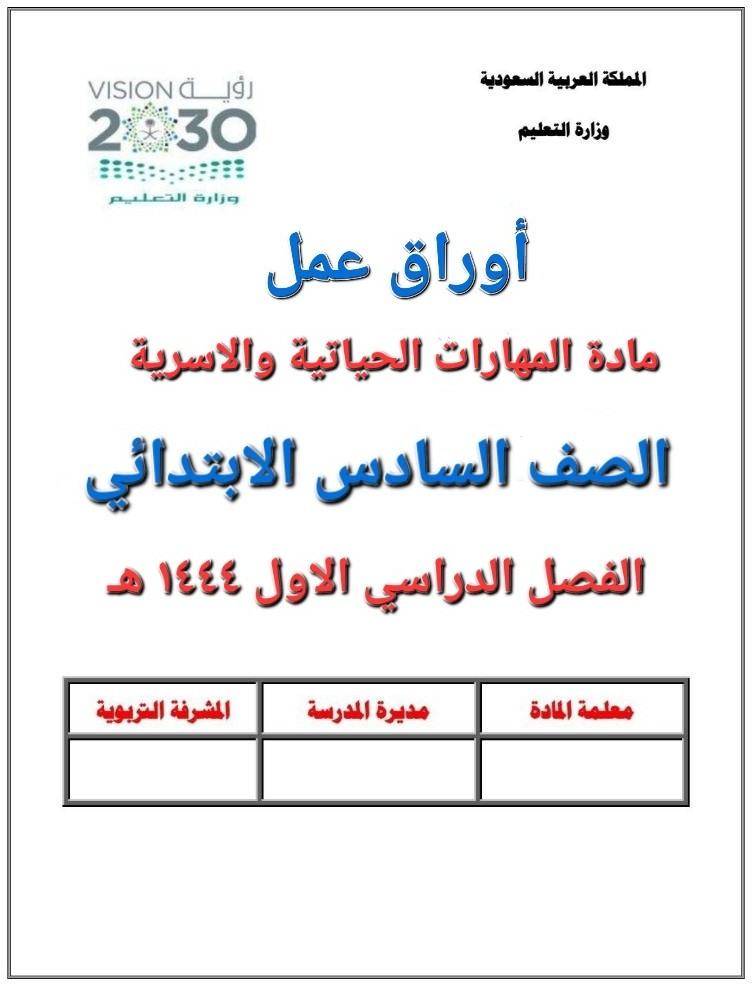 المملكة العربية السعودية
وزارة التعليم
VISION رؤيـــة
2030
وزارة التعليم
أوراق عمل
مادة المهارات الحياتية والاسرية
الصف السادس الابتدائي
الفصل الدراسي الاول ١٤٤٤ هـ
معلمة المادة
مديرة المدرسة
المشرفة التربوية